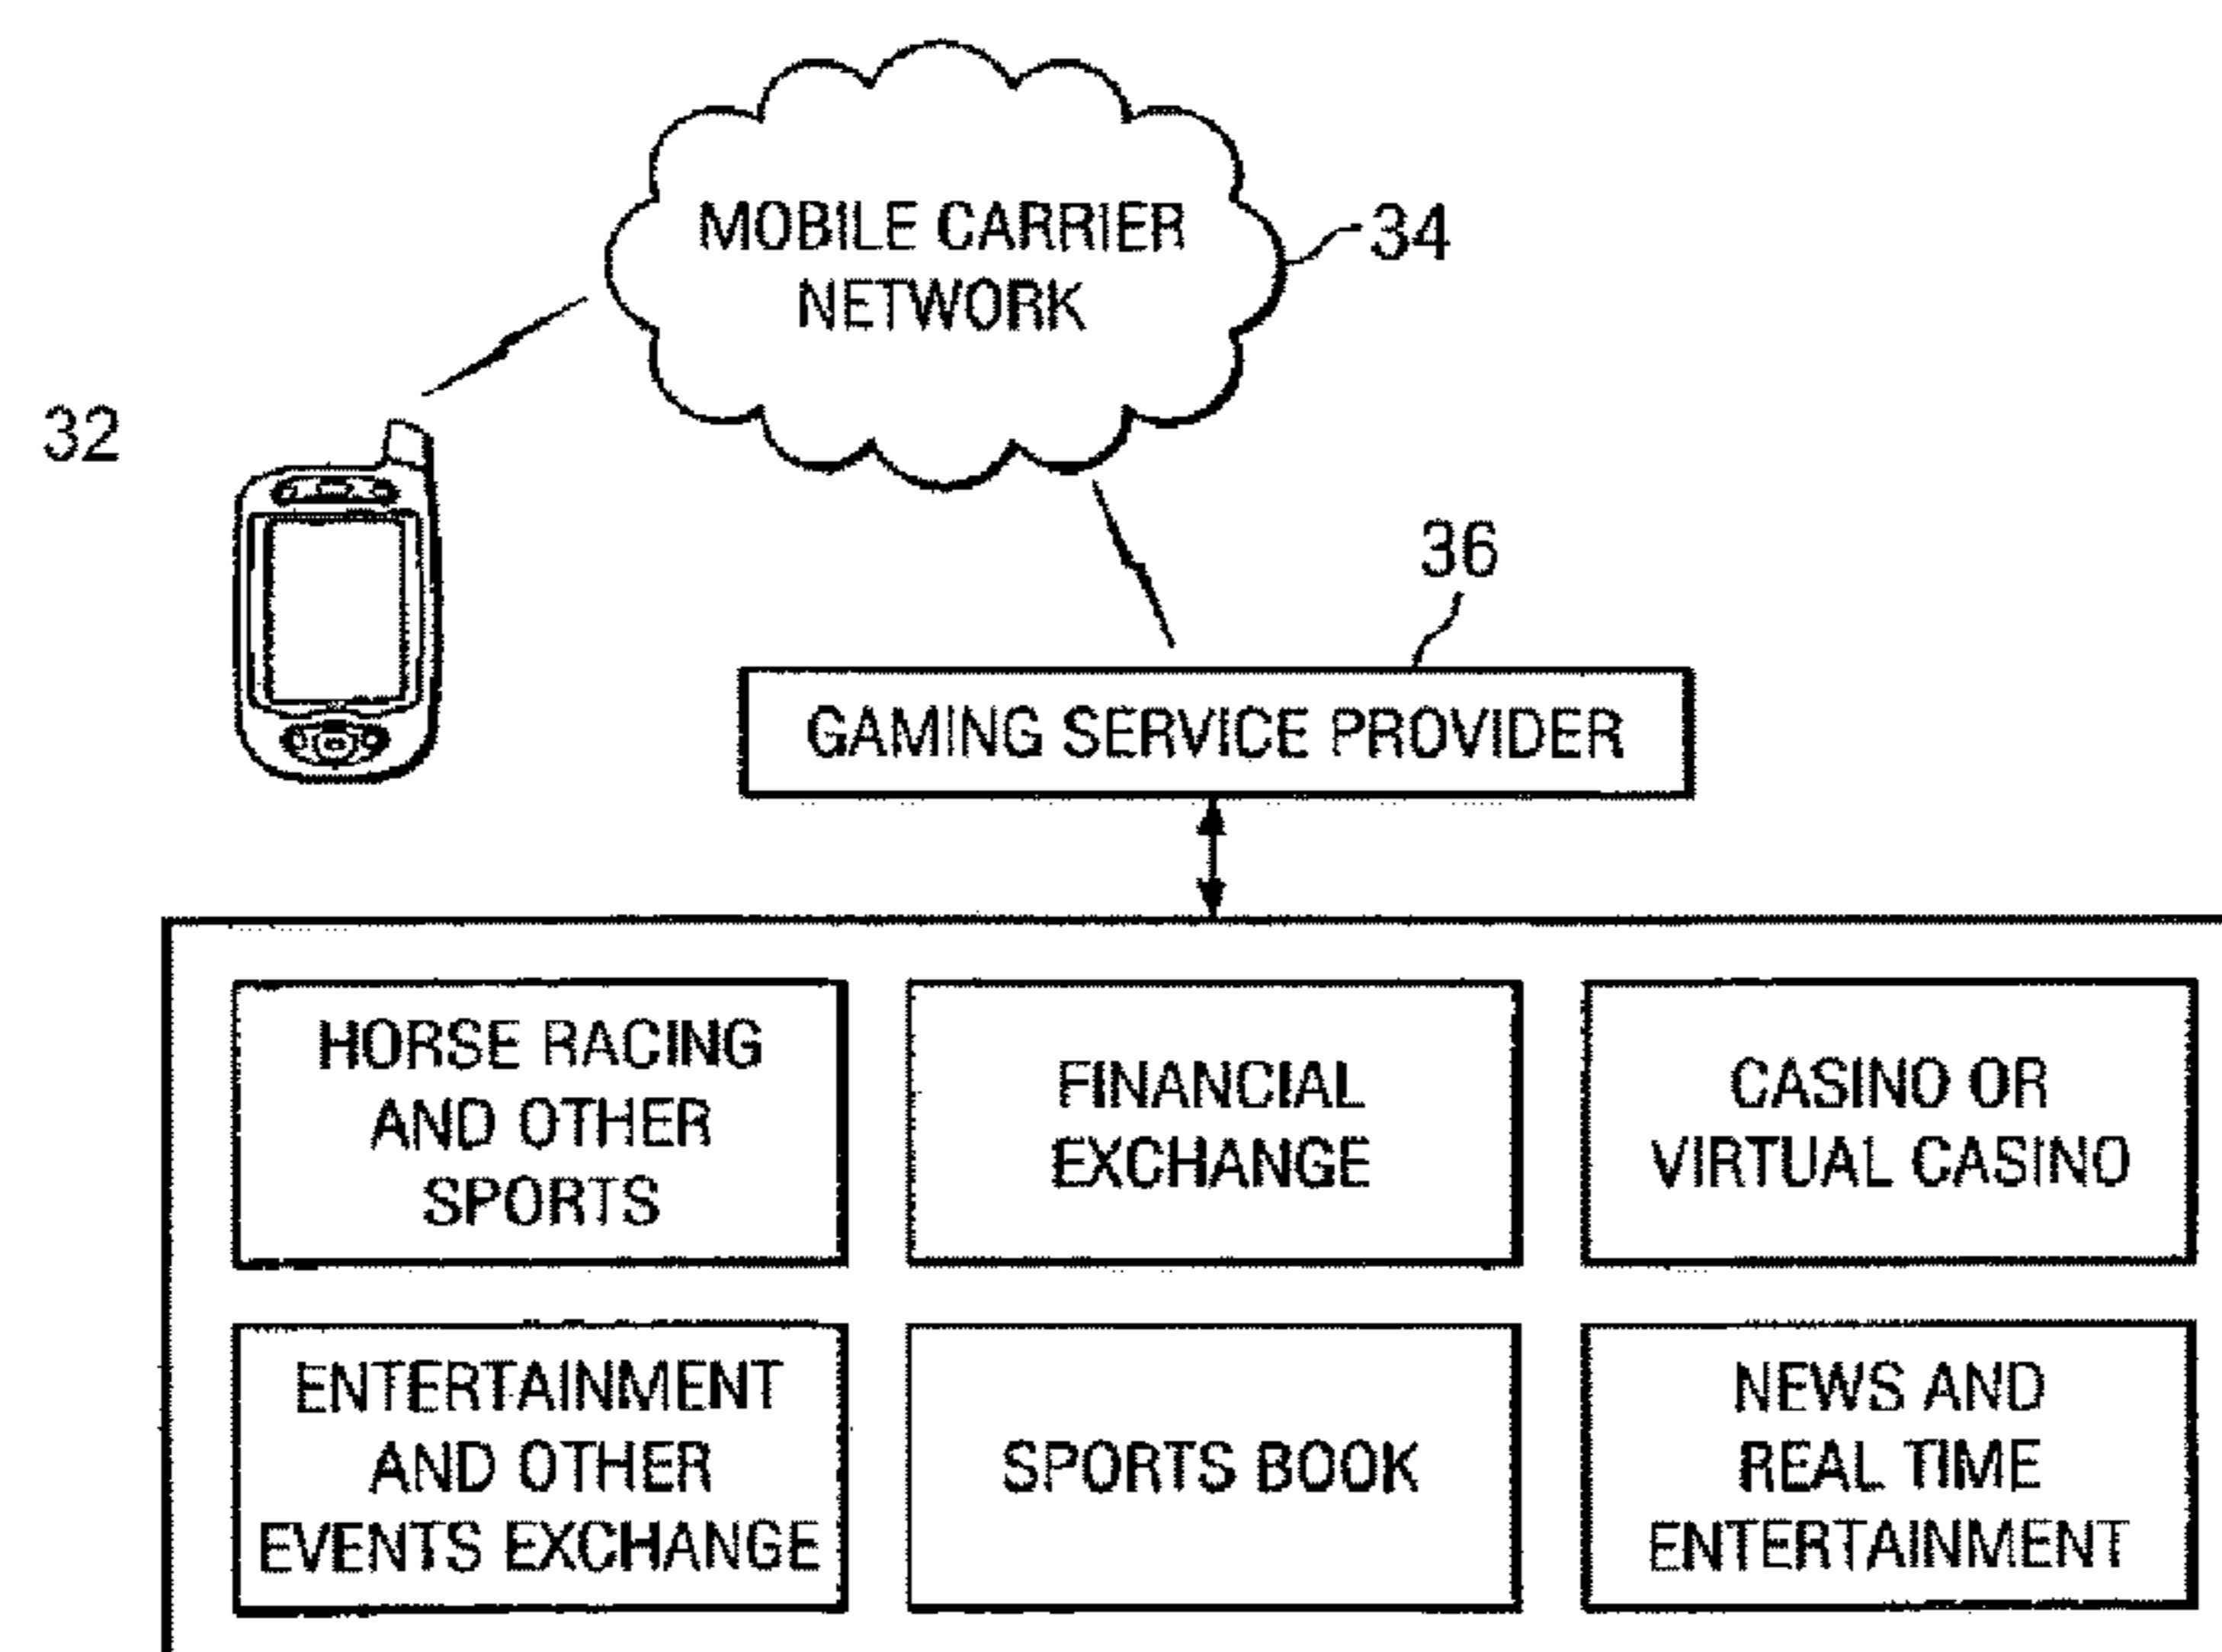 MOBILE CARRIER
NETWORK
34
32
36
GAMING SERVICE PROVIDER
HORSE RACING
AND OTHER
SPORTS
FINANCIAL
EXCHANGE
CASINO OR
VIRTUAL CASINO
ENTERTAINMENT
AND OTHER
EVENTS EXCHANGE
SPORTS BOOK
NEWS AND
REAL TIME
ENTERTAINMENT